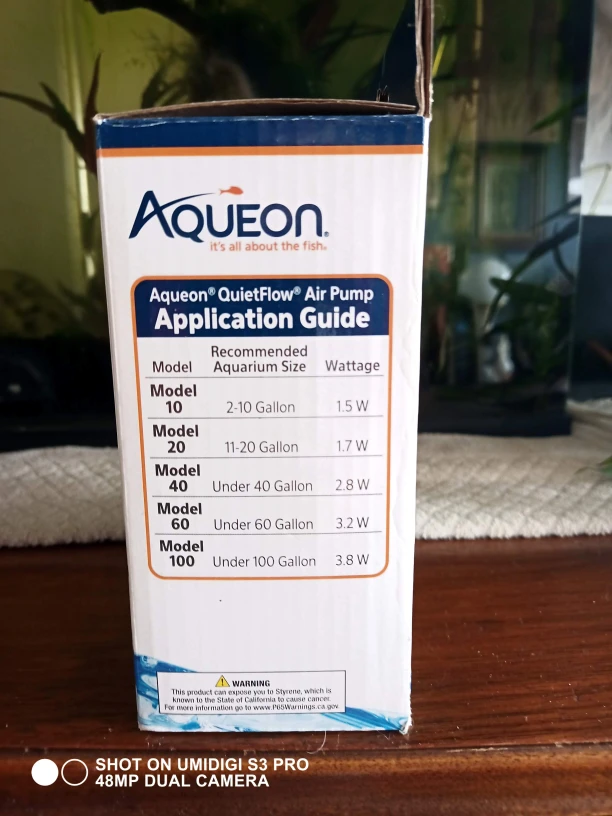 AQUEON®
it's all about the fish®
Aqueon® QuietFlow® Air Pump
Application Guide
Model Recommended Aquarium Size Wattage
Model 10 2-10 Gallon 1.5 W
Model 20 11-20 Gallon 1.7 W
Model 40 Under 40 Gallon 2.8 W
Model 60 Under 60 Gallon 3.2 W
Model 100 Under 100 Gallon 3.8 W
WARNING
This product can expose you to Styrene, which is
known to the State of California to cause cancer.
For more information go to www.P65Warnings.ca.gov.
SHOT ON UMIDIGI S3 PRO
48MP DUAL CAMERA